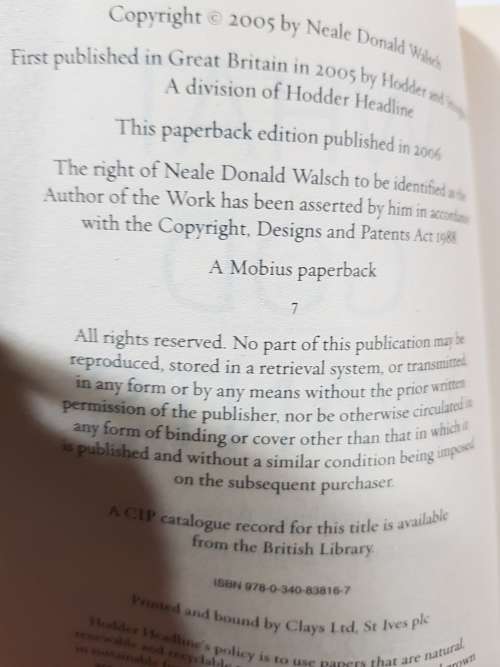 Copyright © 2005 by Neale Donald Walsch
First published in Great Britain in 2005 by Hodder and
A division of Hodder Headline
This paperback edition published in 2006
The right of Neale Donald Walsch to be identified as the
Author of the Work has been asserted by him in accordance
with the Copyright, Designs and Patents Act 1988
A Mobius paperback
7
All rights reserved. No part of this publication may be
reproduced, stored in a retrieval system, or transmitted,
in any form or by any means without the prior written
permission of the publisher, nor be otherwise circulated in
any form of binding or cover other than that in which it
is published and without a similar condition being imposed
on the subsequent purchaser.
A CIP catalogue record for this title is available
from the British Library.
ISBN 978-0-340-83816-7
Printed and bound by Clays Ltd, St Ives plc
Hodder Headline's policy is to use papers that are natural,
renewable and recyclable
in sustainable grown